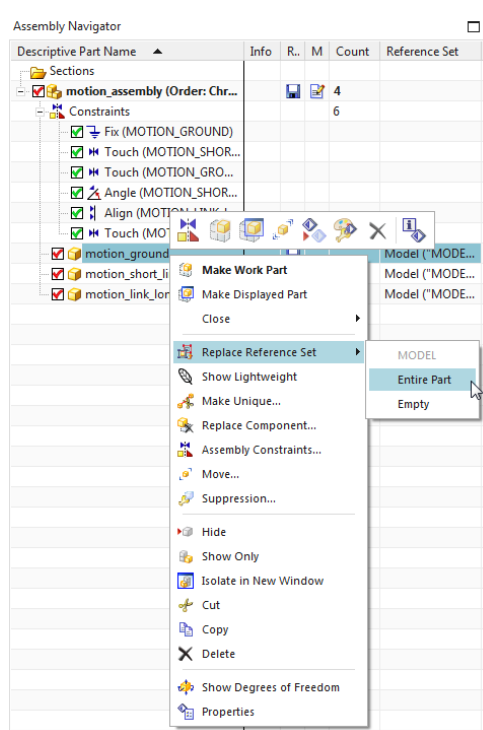 Assembly Navigator
Descriptive Part Name Info R.. M Count Reference Set
Sections
motion_assembly (Order: Chr... 4
Constraints 6
Fix (MOTION_GROUND)
Touch (MOTION_SHOR...
Touch (MOTION_GRO...
Angle (MOTION_SHOR...
Align (MOTION_LINK_L
Touch (MOT
motion_ground Model ("MODE...
motion_short_li Model ("MODE...
motion_link_lor Model ("MODE...
Make Work Part
Make Displayed Part
Close
Replace Reference Set
MODEL
Entire Part
Empty
Show Lightweight
Make Unique...
Replace Component...
Assembly Constraints...
Move...
Suppression...
Hide
Show Only
Isolate in New Window
Cut
Copy
Delete
Show Degrees of Freedom
Properties